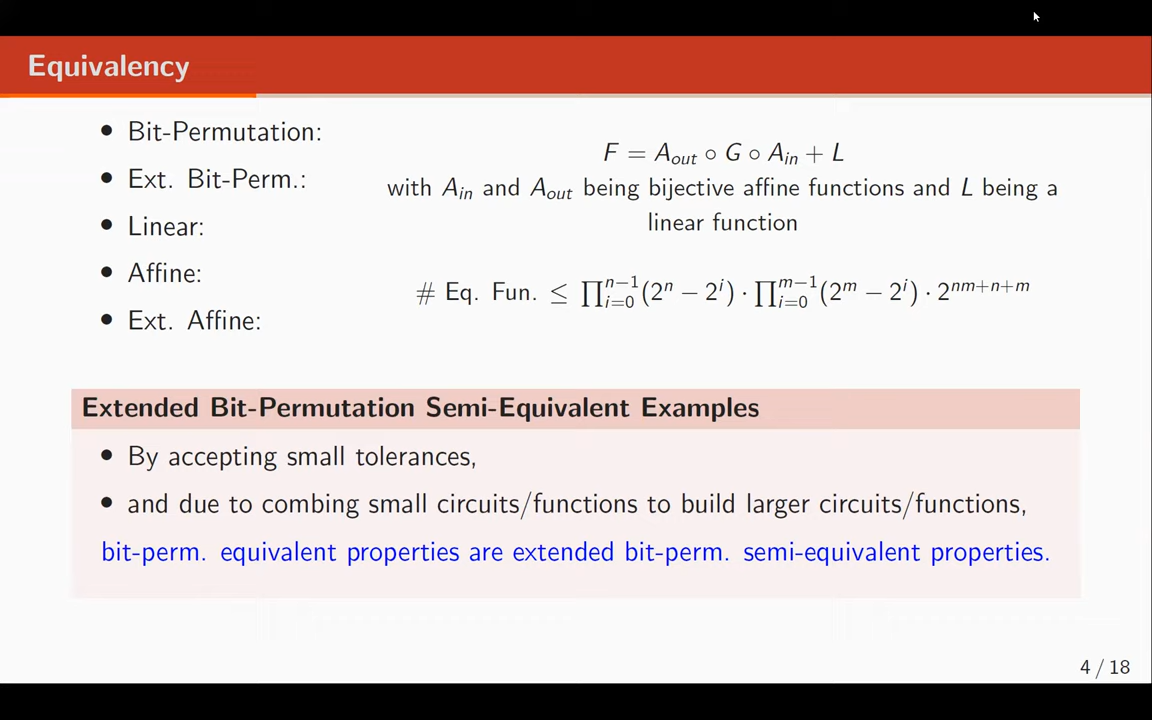 Equivalency
• Bit-Permutation:
• Ext. Bit-Perm.:
• Linear:
• Affine:
• Ext. Affine:
F = A_out ∘ G ∘ A_in + L
with A_in and A_out being bijective affine functions and L being a
linear function
# Eq. Fun. ≤ ∏_{i=0}^{n−1}(2^n − 2^i) · ∏_{i=0}^{m−1}(2^m − 2^i) · 2^{nm+n+m}
Extended Bit-Permutation Semi-Equivalent Examples
• By accepting small tolerances,
• and due to combing small circuits/functions to build larger circuits/functions,
bit-perm. equivalent properties are extended bit-perm. semi-equivalent properties.
4 / 18